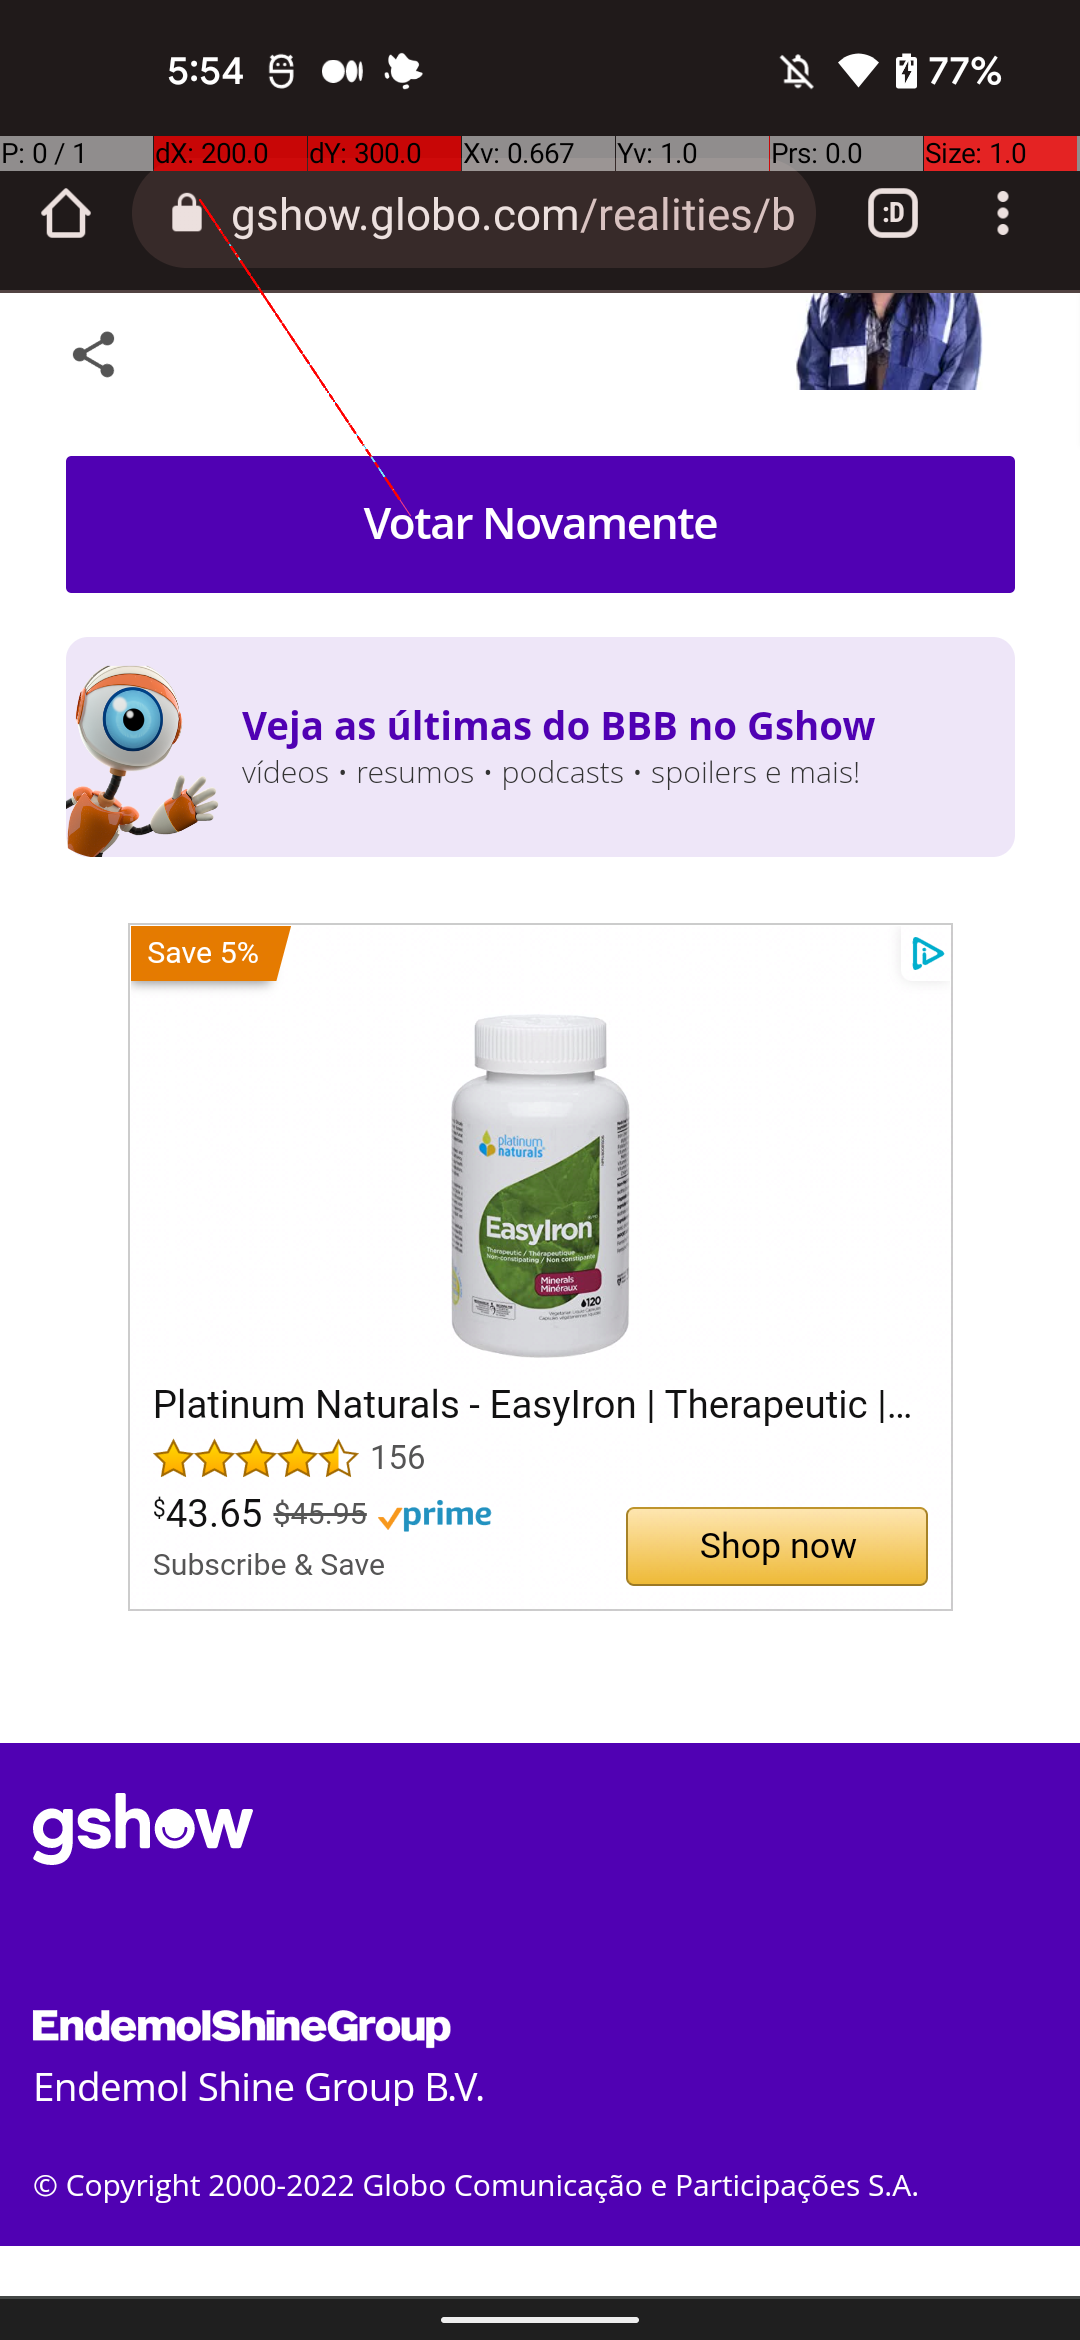 5:54 77%
P: 0 / 1 dX: 200.0 dY: 300.0 Xv: 0.667 Yv: 1.0 Prs: 0.0 Size: 1.0
gshow.globo.com/realities/b :D
Votar Novamente
Veja as últimas do BBB no Gshow
vídeos • resumos • podcasts • spoilers e mais!
Save 5%
platinum
naturals
EasyIron
Therapeutic / Thérapeutique
Non-constipating / Non constipante
Minerals
Minéraux
120
Platinum Naturals - EasyIron | Therapeutic |...
156
$43.65 $45.95 prime
Subscribe & Save
Shop now
gshow
EndemolShineGroup
Endemol Shine Group B.V.
© Copyright 2000-2022 Globo Comunicação e Participações S.A.